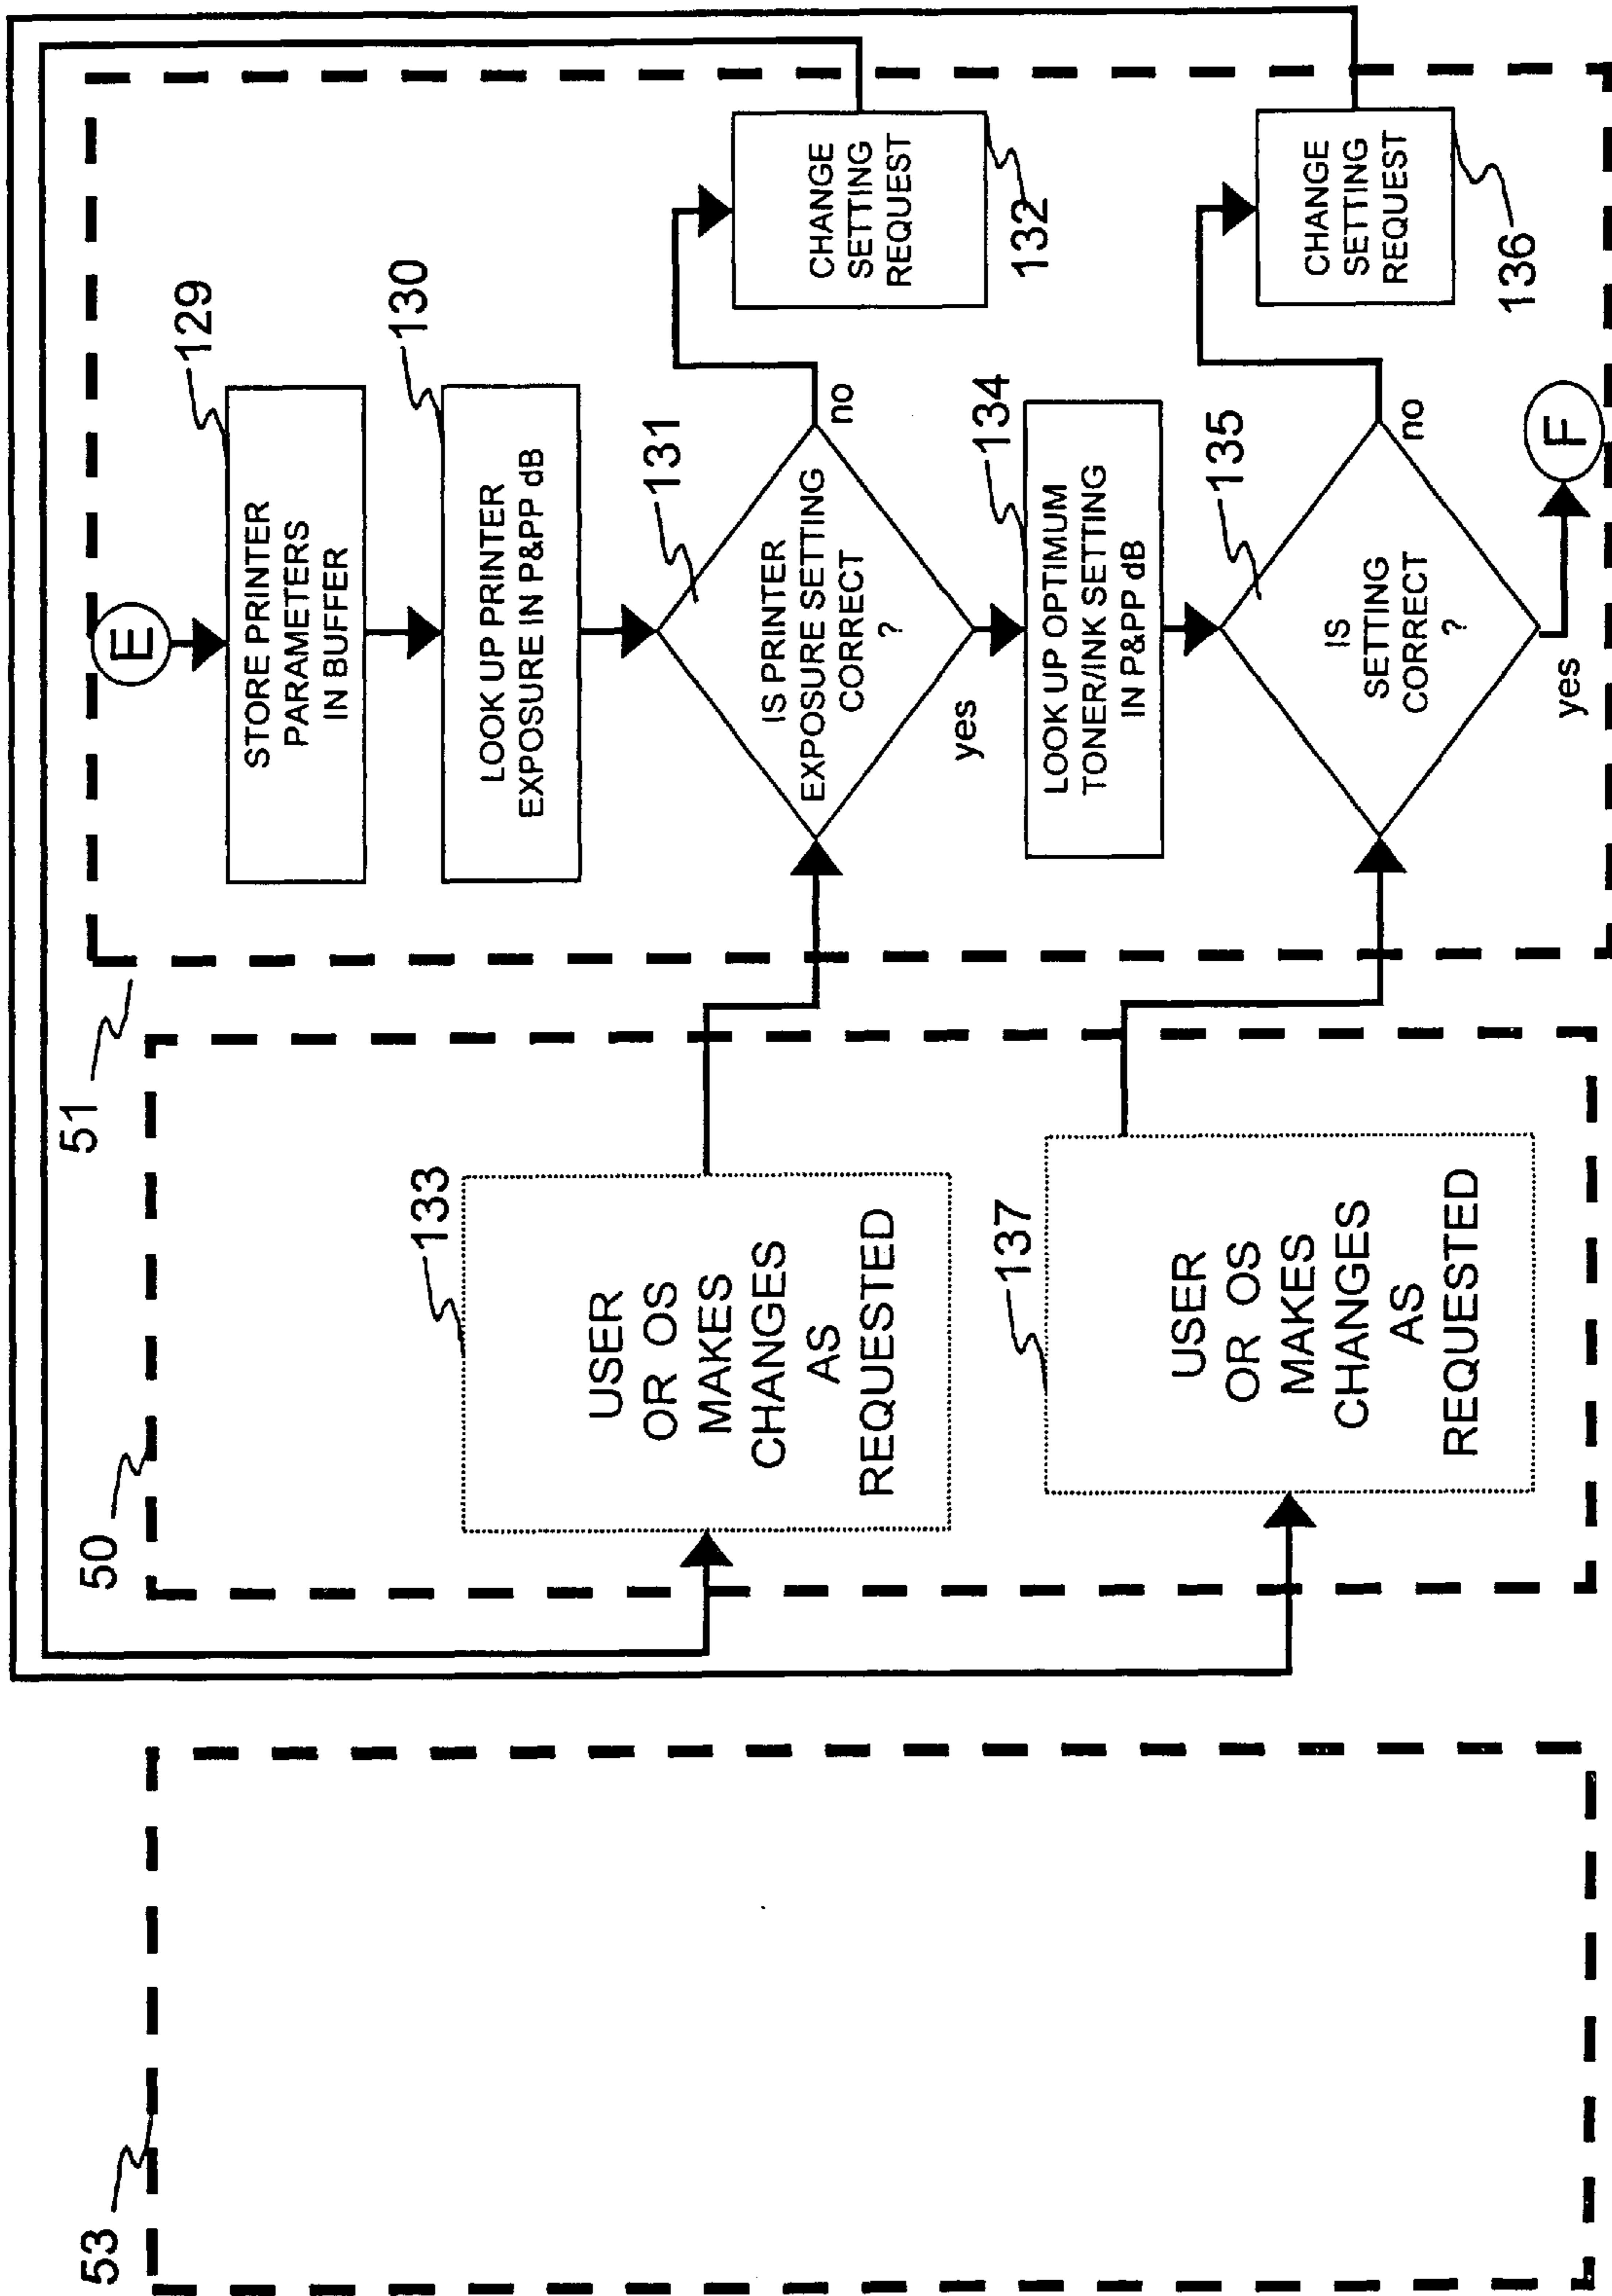 53
50
51
E
129
STORE PRINTER
PARAMETERS
IN BUFFER
130
LOOK UP PRINTER
EXPOSURE IN P&PP dB
131
IS PRINTER
EXPOSURE SETTING
CORRECT
?
no
yes
CHANGE
SETTING
REQUEST
132
133
USER
OR OS
MAKES
CHANGES
AS
REQUESTED
134
LOOK UP OPTIMUM
TONER/INK SETTING
IN P&PP dB
135
IS
SETTING
CORRECT
?
no
yes
CHANGE
SETTING
REQUEST
136
137
USER
OR OS
MAKES
CHANGES
AS
REQUESTED
F